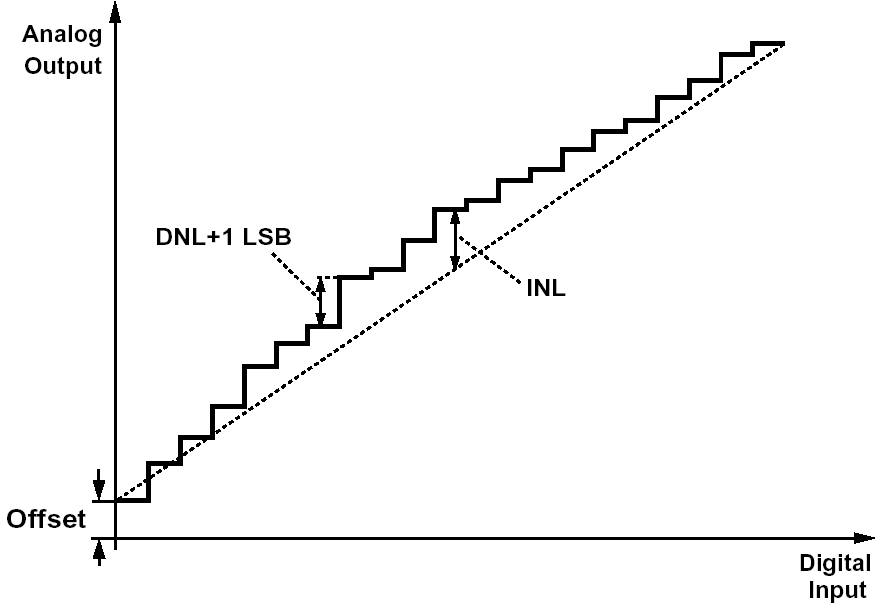 Analog
Output
DNL+1 LSB
INL
Offset
Digital
Input